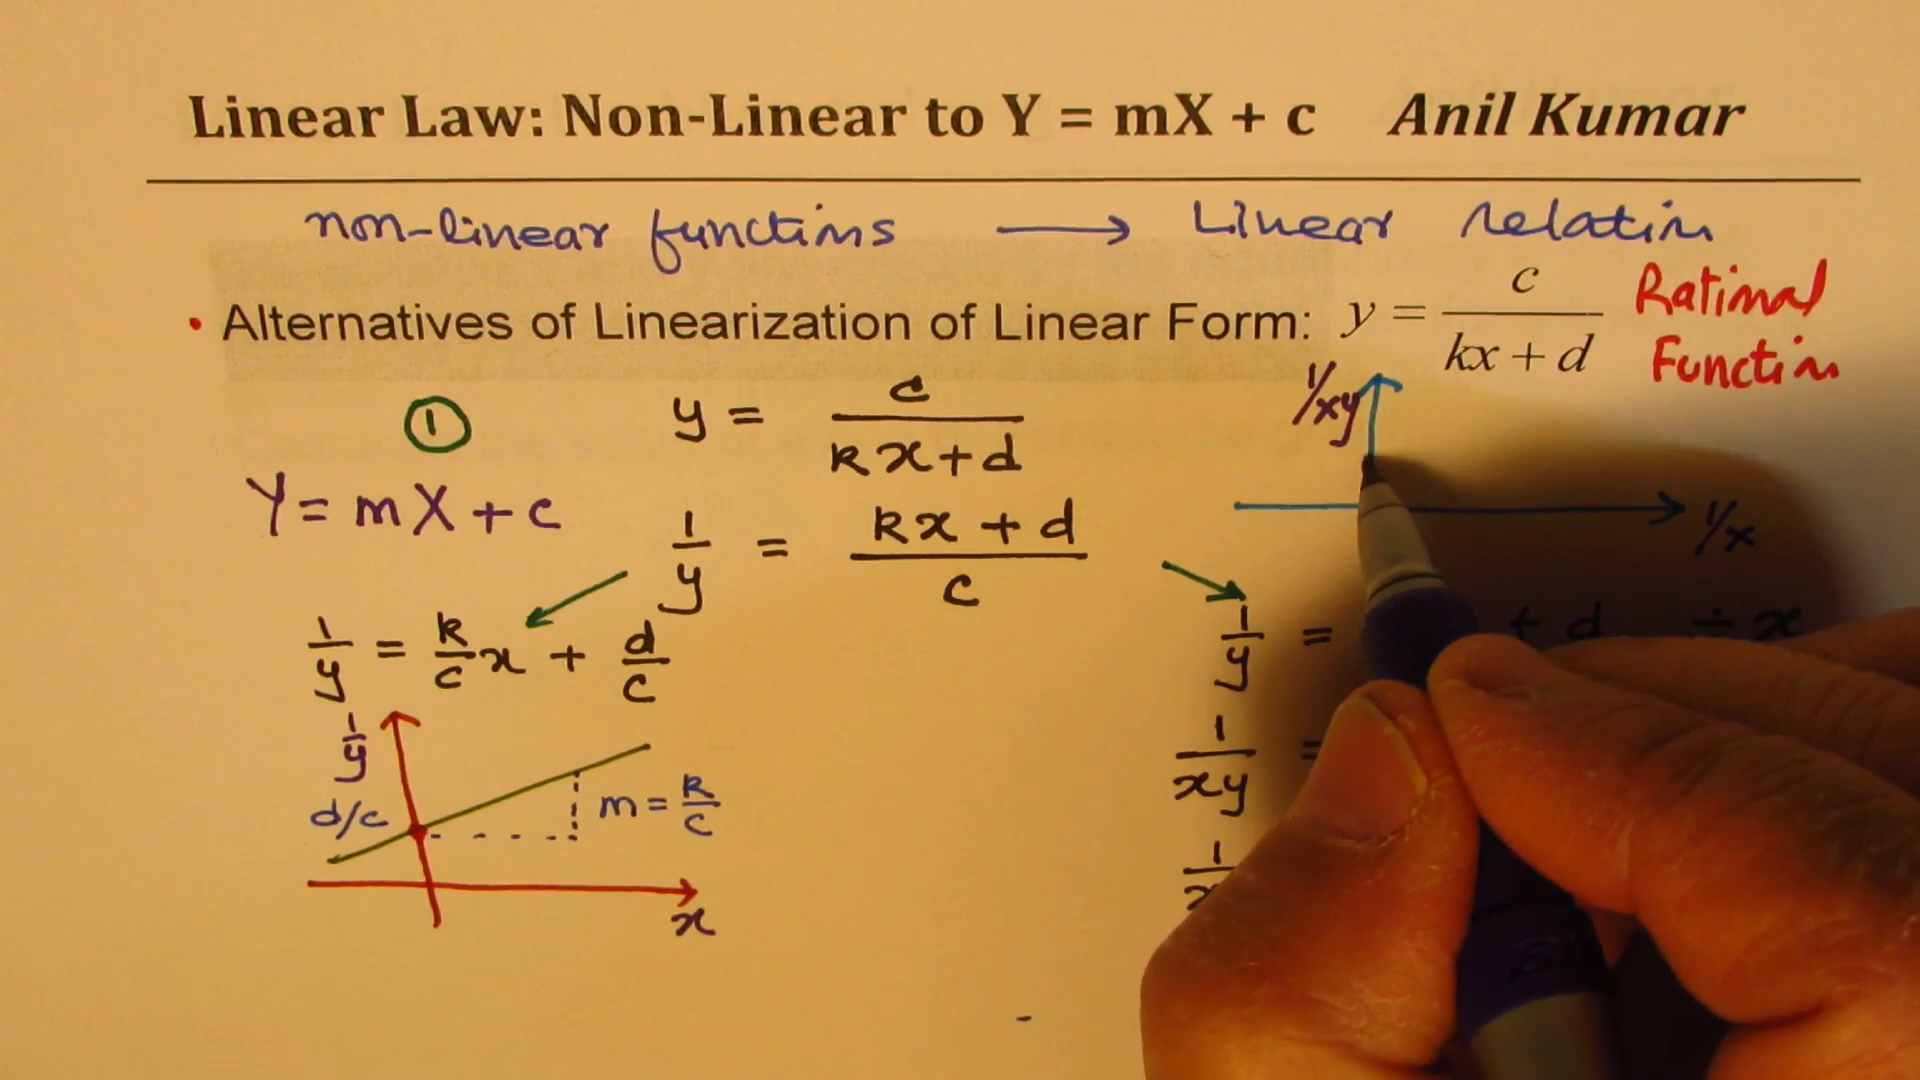 Linear Law: Non-Linear to Y = mX + c Anil Kumar
non-linear functions → Linear relation
• Alternatives of Linearization of Linear Form: y = c / (kx + d) Rational Function
1
y = c / (kx + d)
1/xy
1/x
Y = mX + c
1/y = (kx + d) / c
1/y = k/c x + d/c
1/y = + d ÷ x
1/y
1/xy =
d/c
m = k/c
x